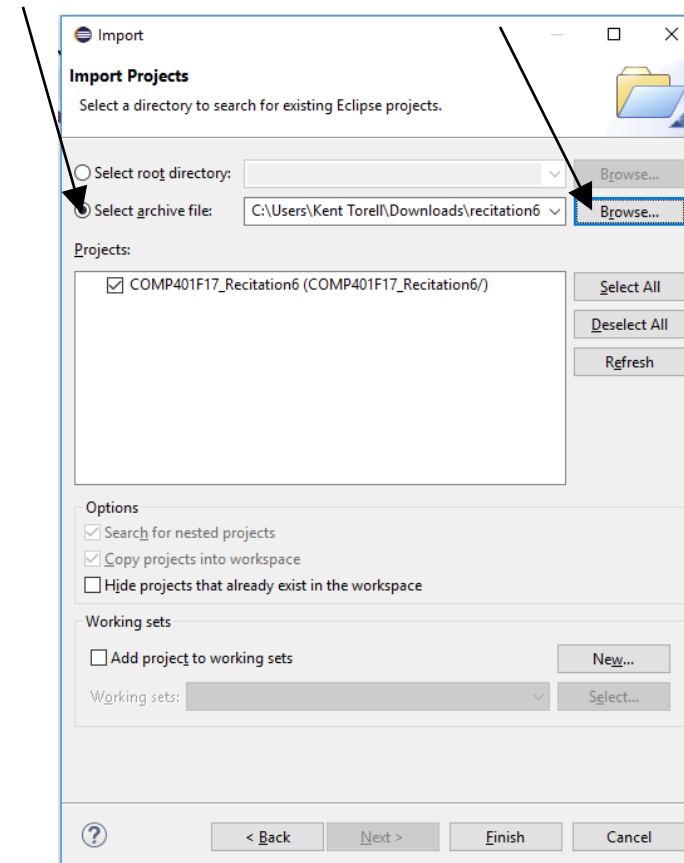 Import
Import Projects
Select a directory to search for existing Eclipse projects.
Select root directory:
Browse...
Select archive file:
C:\Users\Kent Torell\Downloads\recitation6
Browse...
Projects:
COMP401F17_Recitation6 (COMP401F17_Recitation6/)
Select All
Deselect All
Refresh
Options
Search for nested projects
Copy projects into workspace
Hide projects that already exist in the workspace
Working sets
Add project to working sets
New...
Working sets:
Select...
?
< Back
Next >
Finish
Cancel